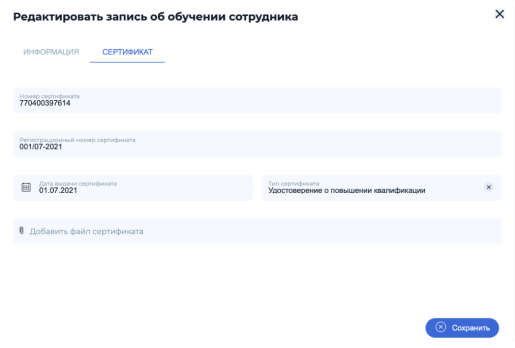 Редактировать запись об обучении сотрудника
ИНФОРМАЦИЯ СЕРТИФИКАТ
Номер сертификата
770400397614
Регистрационный номер сертификата
001/07-2021
Дата выдачи сертификата
01.07.2021
Тип сертификата
Удостоверение о повышении квалификации
Добавить файл сертификата
Сохранить